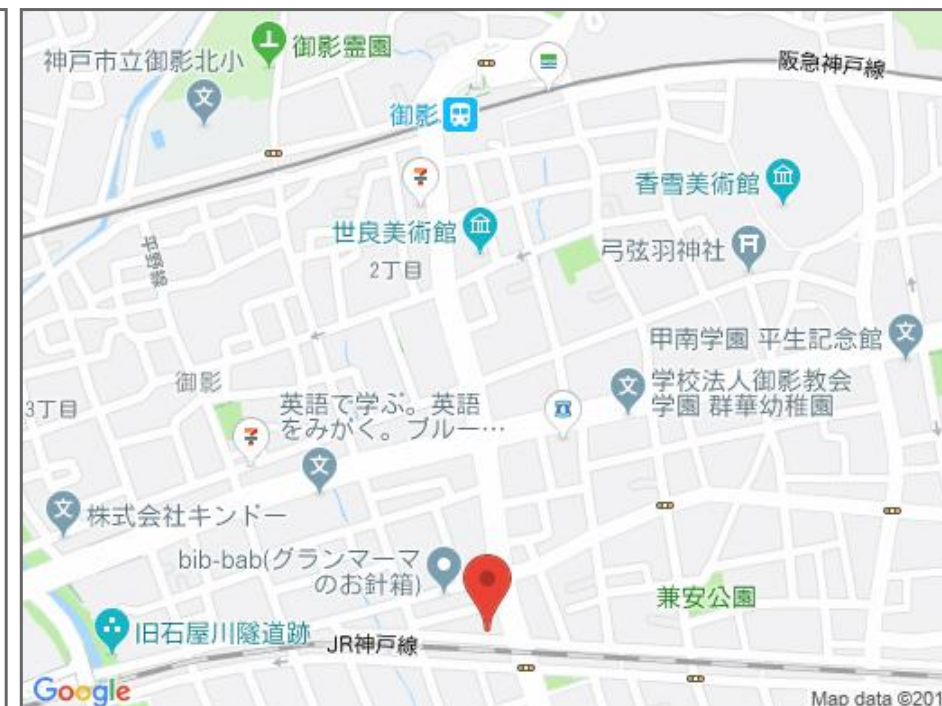 神戸市立御影北小
御影霊園
阪急神戸線
御影
香雪美術館
世良美術館
弓弦羽神社
2丁目
平野線
甲南学園 平生記念館
御影
学校法人御影教会
学園 群華幼稚園
3丁目
英語で学ぶ。英語
をみがく。ブルー…
株式会社キンドー
bib-bab(グランマーマ
のお針箱)
兼安公園
旧石屋川隧道跡
JR神戸線
Google
Map data ©201